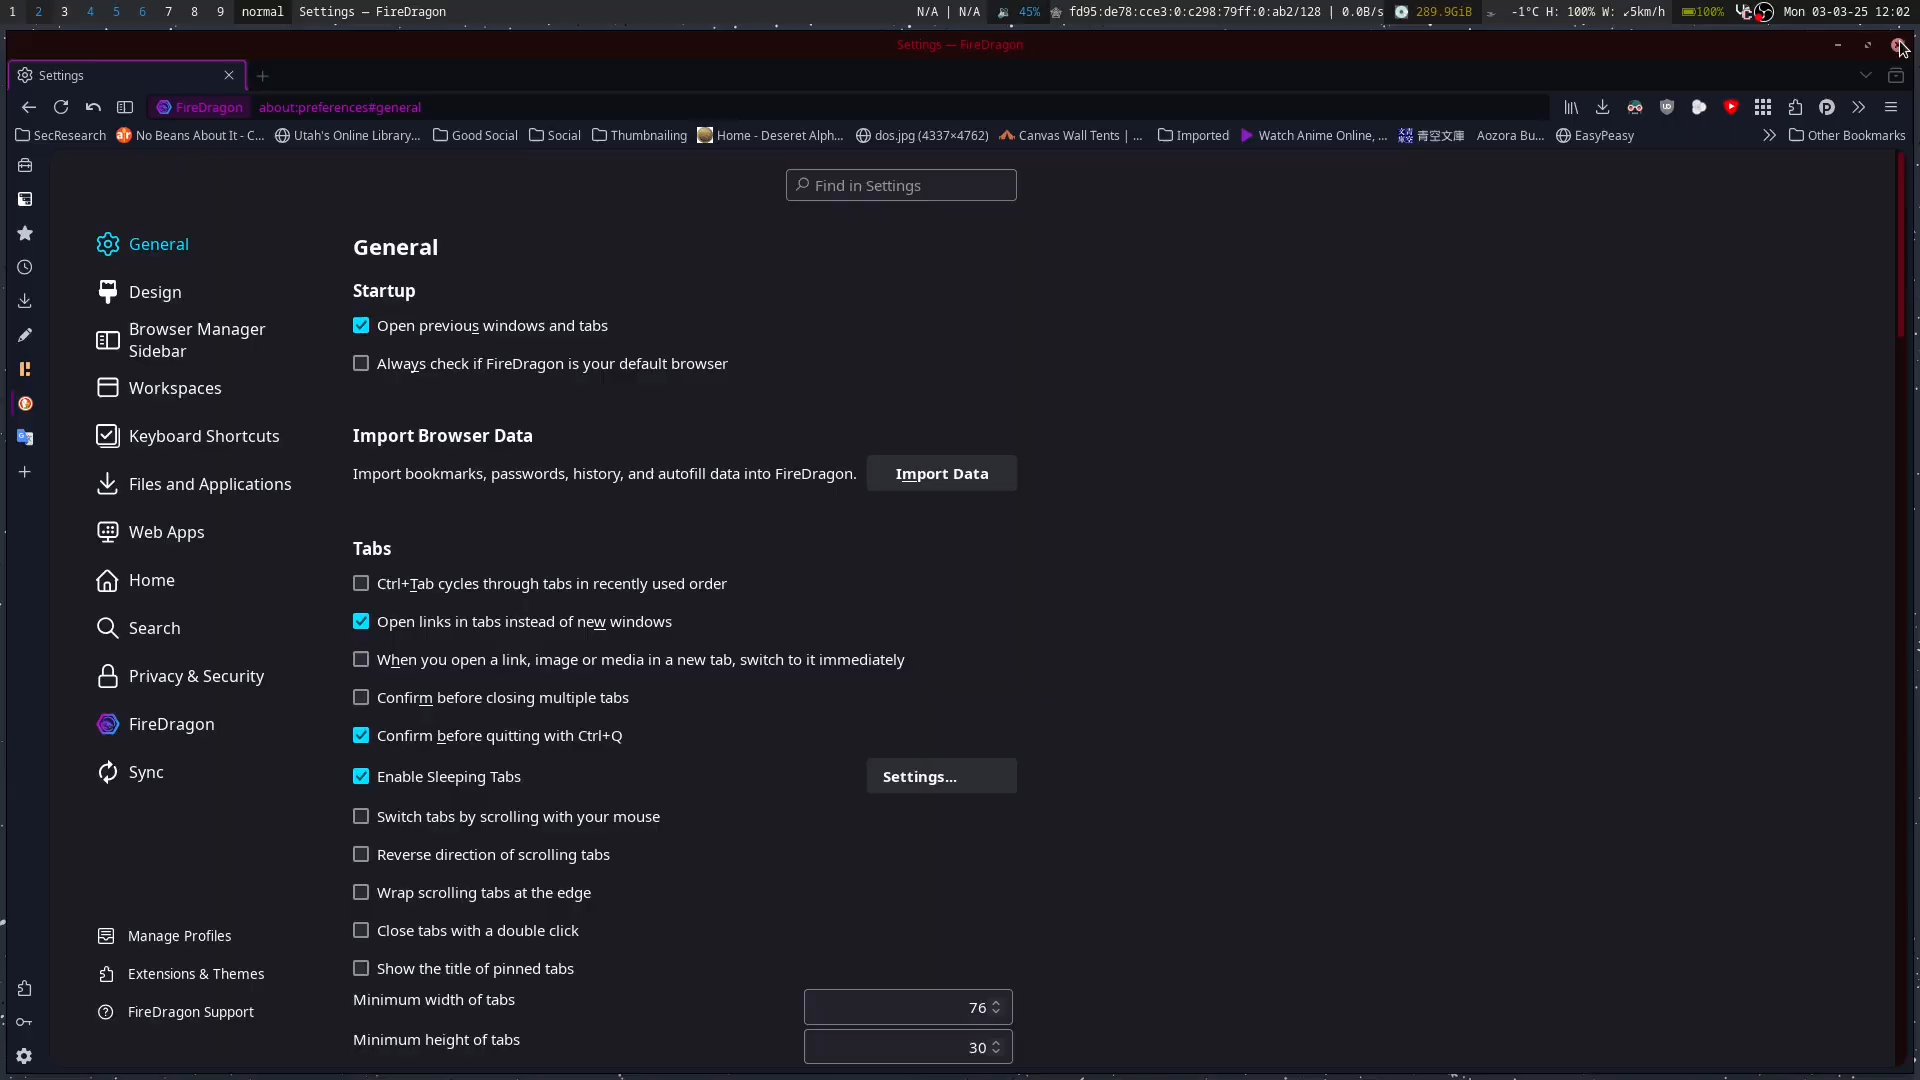 1 2 3 4 5 6 7 8 9 normal Settings — FireDragon N/A | N/A 45% fd95:de78:cce3:0:c298:79ff:0:ab2/128 | 0.0B/s 289.9GiB -1°C H: 100% W: ↙5km/h 100% Mon 03-03-25 12:02
Settings — FireDragon
Settings
FireDragon about:preferences#general
SecResearch No Beans About It - C... Utah's Online Library... Good Social Social Thumbnailing Home - Deseret Alph... dos.jpg (4337×4762) Canvas Wall Tents | ... Imported Watch Anime Online, ... 青空文庫 Aozora Bu... EasyPeasy Other Bookmarks
Find in Settings
General
Design
Browser Manager
Sidebar
Workspaces
Keyboard Shortcuts
Files and Applications
Web Apps
Home
Search
Privacy & Security
FireDragon
Sync
Manage Profiles
Extensions & Themes
FireDragon Support
General
Startup
Open previous windows and tabs
Always check if FireDragon is your default browser
Import Browser Data
Import bookmarks, passwords, history, and autofill data into FireDragon. Import Data
Tabs
Ctrl+Tab cycles through tabs in recently used order
Open links in tabs instead of new windows
When you open a link, image or media in a new tab, switch to it immediately
Confirm before closing multiple tabs
Confirm before quitting with Ctrl+Q
Enable Sleeping Tabs Settings...
Switch tabs by scrolling with your mouse
Reverse direction of scrolling tabs
Wrap scrolling tabs at the edge
Close tabs with a double click
Show the title of pinned tabs
Minimum width of tabs 76
Minimum height of tabs 30